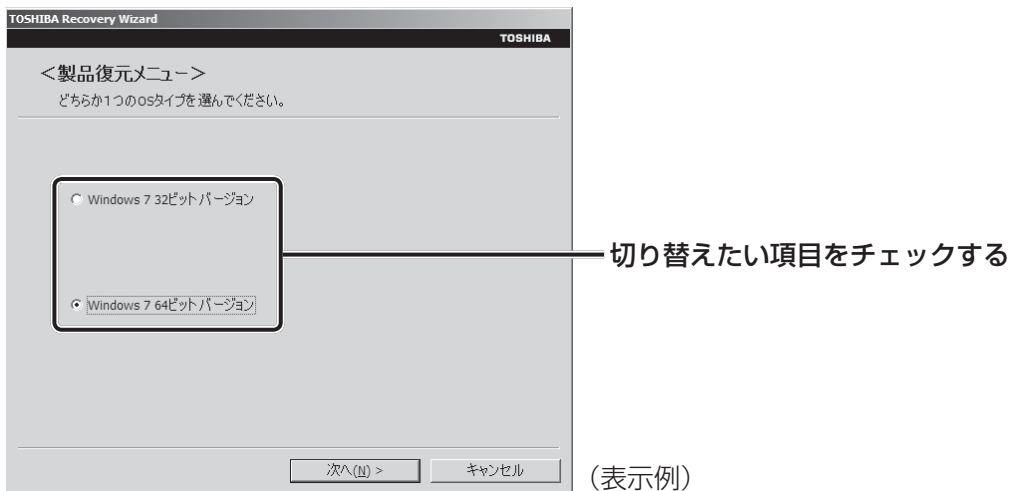 TOSHIBA Recovery Wizard
TOSHIBA
＜製品復元メニュー＞
どちらか1つのOSタイプを選んでください。
Windows 7 32ビットバージョン
切り替えたい項目をチェックする
Windows 7 64ビットバージョン
次へ(N) >
キャンセル
（表示例）